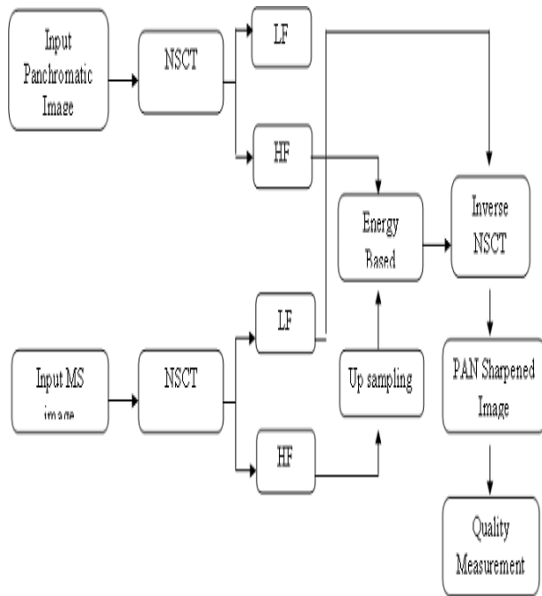 Input
Panchromatic
Image
NSCT
LF
HF
Energy
Based
Inverse
NSCT
Input MS
image
NSCT
LF
HF
Up sampling
PAN Sharpened
Image
Quality
Measurement